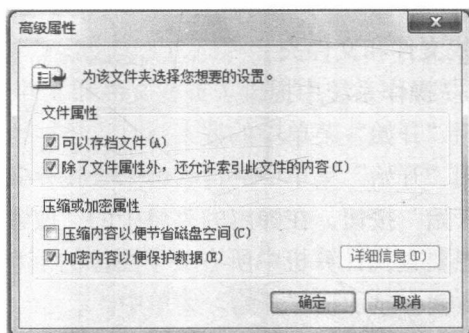 高级属性
为该文件夹选择您想要的设置。
文件属性
可以存档文件(A)
除了文件属性外，还允许索引此文件的内容(I)
压缩或加密属性
压缩内容以便节省磁盘空间(C)
加密内容以便保护数据(E)
详细信息(D)
确定
取消